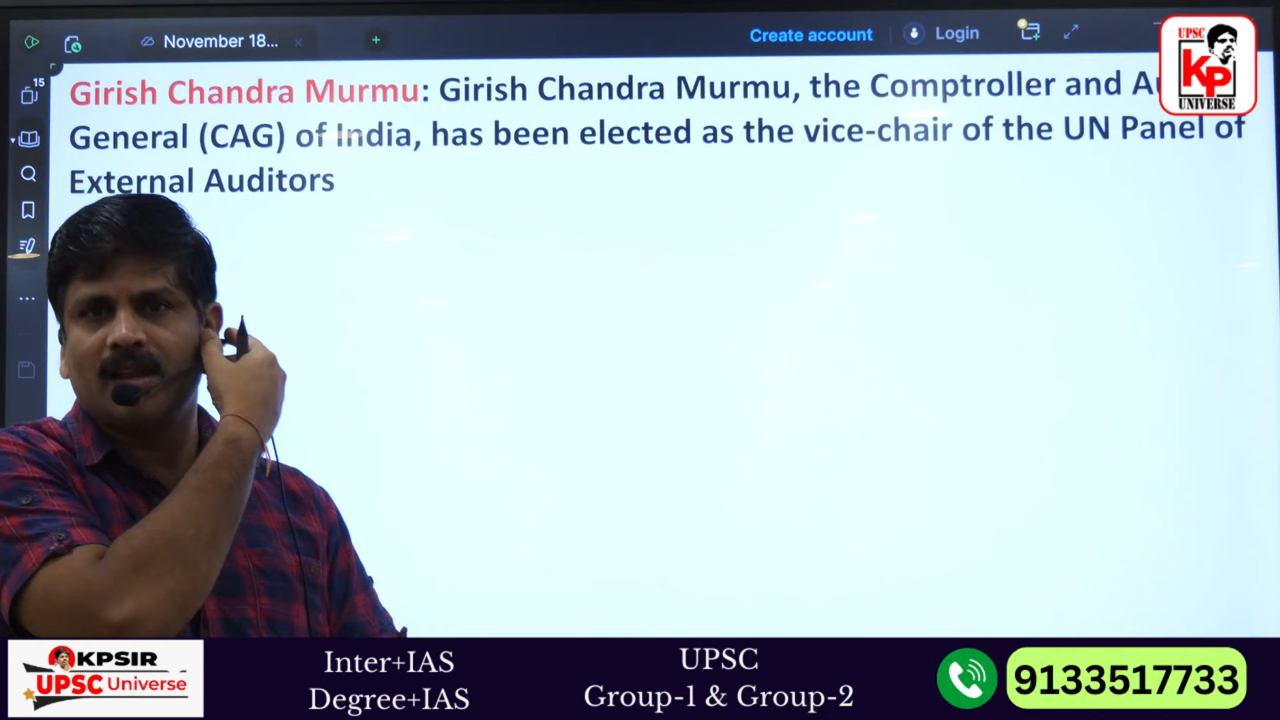 November 18...
Create account
Login
15
UPSC
KP
UNIVERSE
Girish Chandra Murmu: Girish Chandra Murmu, the Comptroller and
General (CAG) of India, has been elected as the vice-chair of the UN Panel of
External Auditors
KPSIR
UPSC Universe
Inter+IAS
Degree+IAS
UPSC
Group-1 & Group-2
9133517733